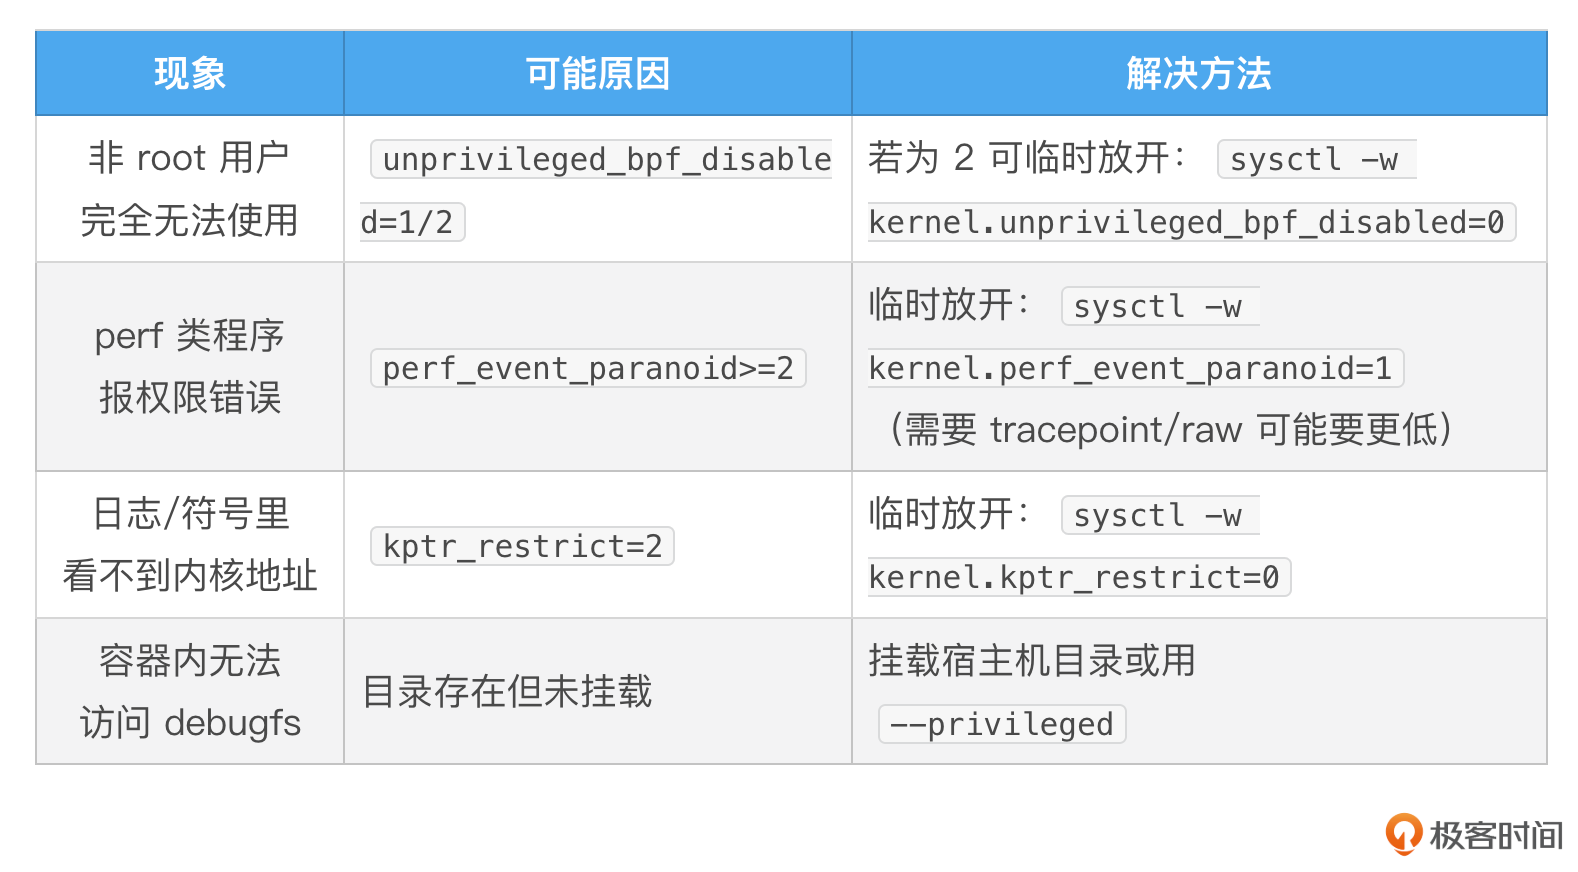 现象
可能原因
解决方法
非 root 用户
完全无法使用
unprivileged_bpf_disable
d=1/2
若为 2 可临时放开： sysctl -w
kernel.unprivileged_bpf_disabled=0
perf 类程序
报权限错误
perf_event_paranoid>=2
临时放开： sysctl -w
kernel.perf_event_paranoid=1
（需要 tracepoint/raw 可能要更低）
日志/符号里
看不到内核地址
kptr_restrict=2
临时放开： sysctl -w
kernel.kptr_restrict=0
容器内无法
访问 debugfs
目录存在但未挂载
挂载宿主机目录或用
--privileged
极客时间